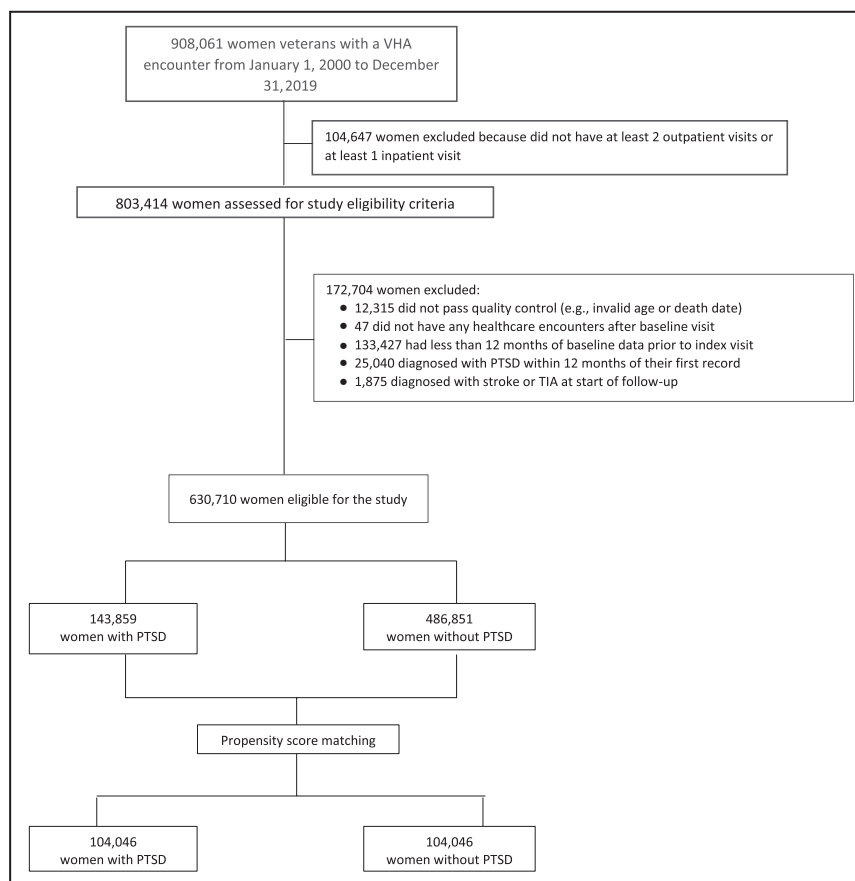 908,061 women veterans with a VHA
encounter from January 1, 2000 to December
31,2019
104,647 women excluded because did not have at least 2 outpatient visits or
at least 1 inpatient visit
803,414 women assessed for study eligibility criteria
172,704 women excluded:
● 12,315 did not pass quality control (e.g., invalid age or death date)
● 47 did not have any healthcare encounters after baseline visit
● 133,427 had less than 12 months of baseline data prior to index visit
● 25,040 diagnosed with PTSD within 12 months of their first record
● 1,875 diagnosed with stroke or TIA at start of follow-up
630,710 women eligible for the study
143,859
women with PTSD
486,851
women without PTSD
Propensity score matching
104,046
women with PTSD
104,046
women without PTSD